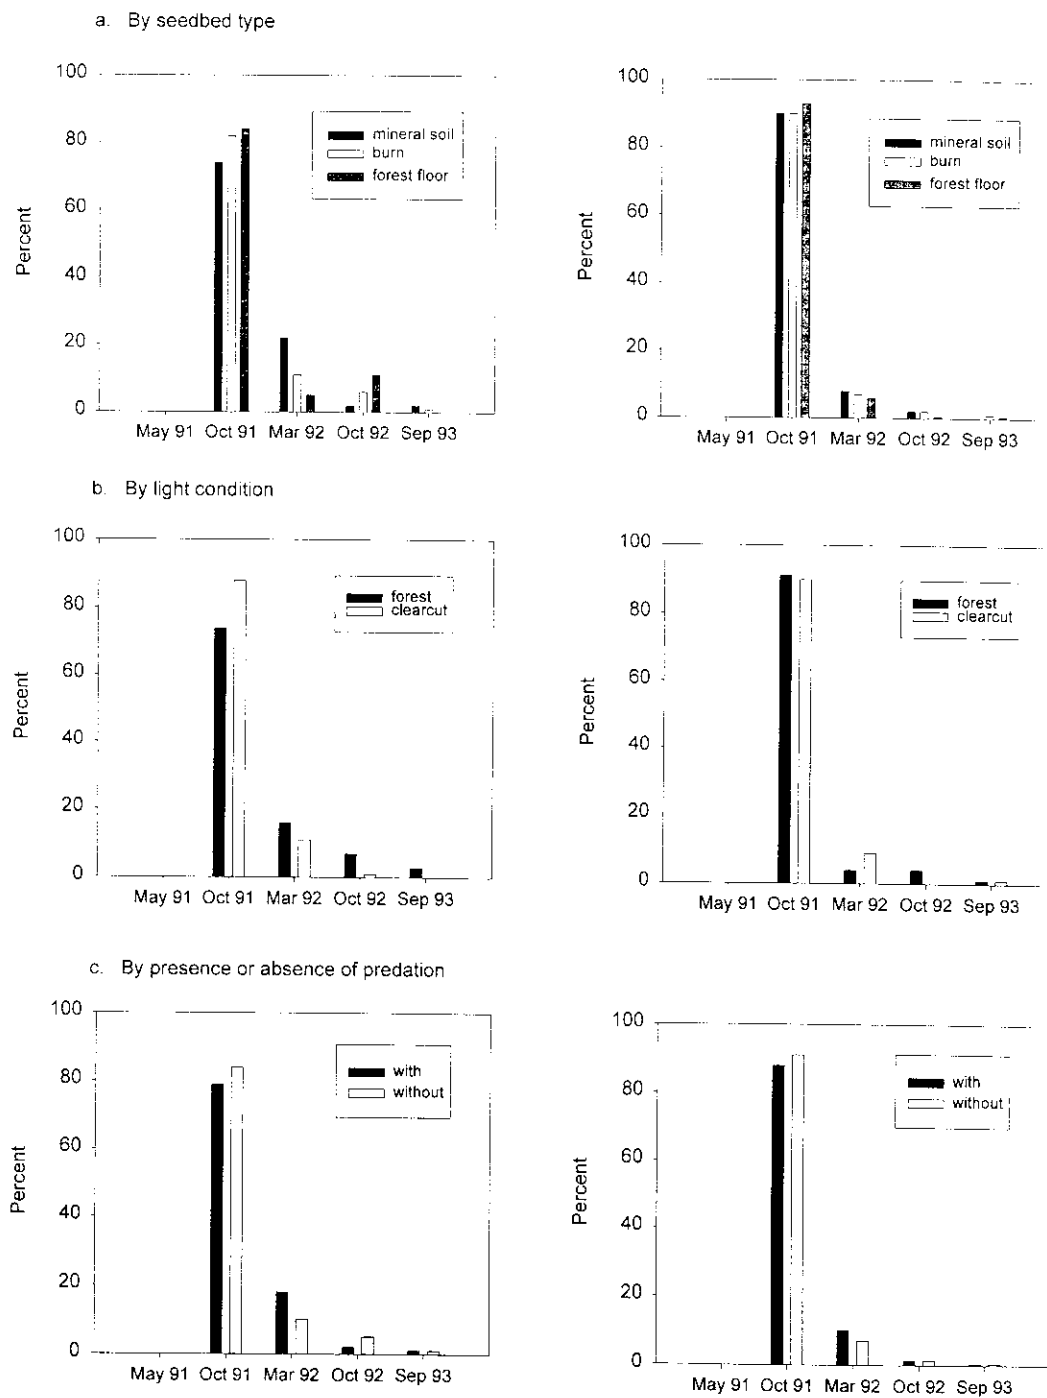 a. By seedbed type
100
80
60
40
20
0
Percent
mineral soil
burn
forest floor
May 91 Oct 91 Mar 92 Oct 92 Sep 93
100
80
60
40
20
0
Percent
mineral soil
burn
forest floor
May 91 Oct 91 Mar 92 Oct 92 Sep 93
b. By light condition
100
80
60
40
20
0
Percent
forest
clearcut
May 91 Oct 91 Mar 92 Oct 92 Sep 93
100
80
60
40
20
0
Percent
forest
clearcut
May 91 Oct 91 Mar 92 Oct 92 Sep 93
c. By presence or absence of predation
100
80
60
40
20
0
Percent
with
without
May 91 Oct 91 Mar 92 Oct 92 Sep 93
100
80
60
40
20
0
Percent
with
without
May 91 Oct 91 Mar 92 Oct 92 Sep 93